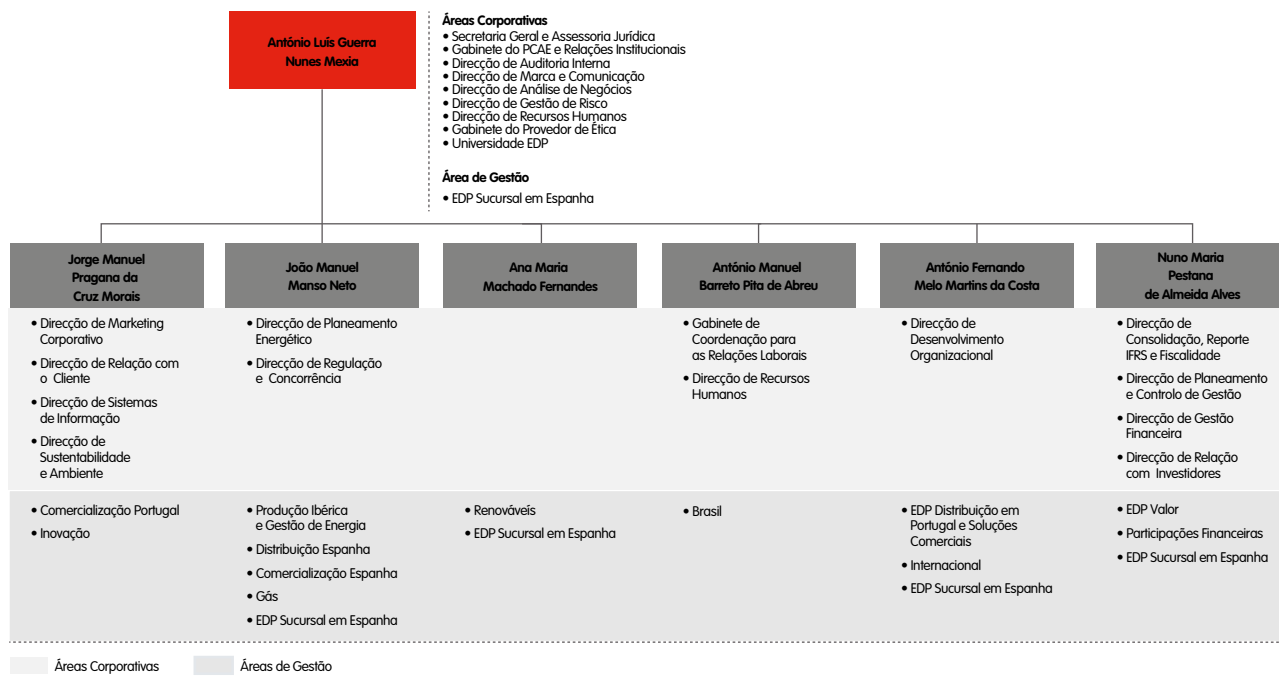 António Luís Guerra
Nunes Mexia
Áreas Corporativas
• Secretaria Geral e Assessoria Jurídica
• Gabinete do PCAE e Relações Institucionais
• Direcção de Auditoria Interna
• Direcção de Marca e Comunicação
• Direcção de Análise de Negócios
• Direcção de Gestão de Risco
• Direcção de Recursos Humanos
• Gabinete do Provedor de Ética
• Universidade EDP
Área de Gestão
• EDP Sucursal em Espanha
Jorge Manuel
Pragana da
Cruz Morais
• Direcção de Marketing
Corporativo
• Direcção de Relação com
o Cliente
• Direcção de Sistemas
de Informação
• Direcção de
Sustentabilidade
e Ambiente
• Comercialização Portugal
• Inovação
João Manuel
Manso Neto
• Direcção de Planeamento
Energético
• Direcção de Regulação
e Concorrência
• Produção Ibérica
e Gestão de Energia
• Distribuição Espanha
• Comercialização Espanha
• Gás
• EDP Sucursal em Espanha
Ana Maria
Machado Fernandes
• Renovavéis
• EDP Sucursal em Espanha
António Manuel
Barreto Pita de Abreu
• Gabinete de
Coordenação para
as Relações Laborais
• Direcção de Recursos
Humanos
• Brasil
António Fernando
Melo Martins da Costa
• Direcção de
Desenvolvimento
Organizacional
• EDP Distribuição em
Portugal e Soluções
Comerciais
• Internacional
• EDP Sucursal em Espanha
Nuno Maria
Pestana
de Almeida Alves
• Direcção de
Consolidação, Reporte
IFRS e Fiscalidade
• Direcção de Planeamento
e Controlo de Gestão
• Direcção de Gestão
Financeira
• Direcção de Relação
com Investidores
• EDP Valor
• Participações Financeiras
• EDP Sucursal em Espanha
Áreas Corporativas
Áreas de Gestão